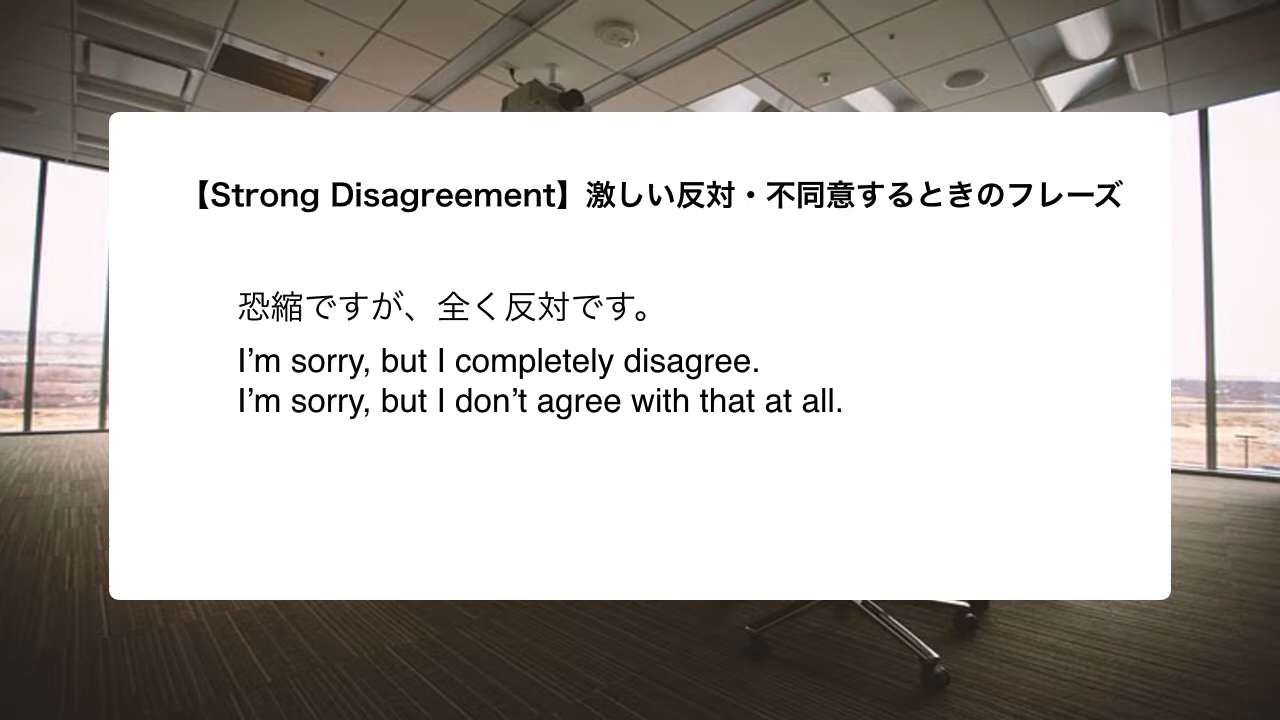 【Strong Disagreement】激しい反対・不同意するときのフレーズ
恐縮ですが、全く反対です。
I’m sorry, but I completely disagree.
I’m sorry, but I don’t agree with that at all.